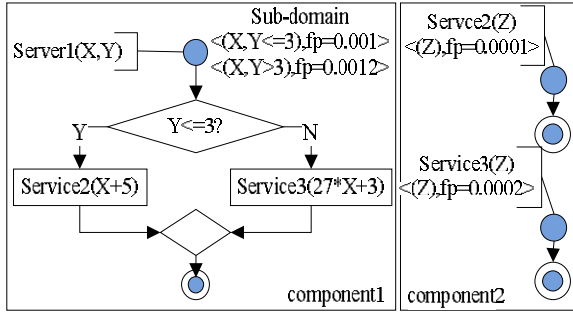 Sub-domain
Server1(X,Y)
<(X,Y<=3),fp=0.001>
<(X,Y>3),fp=0.0012>
Y<=3?
Y
N
Service2(X+5)
Service3(27*X+3)
component1
Servce2(Z)
<(Z),fp=0.0001>
Service3(Z)
<(Z),fp=0.0002>
component2